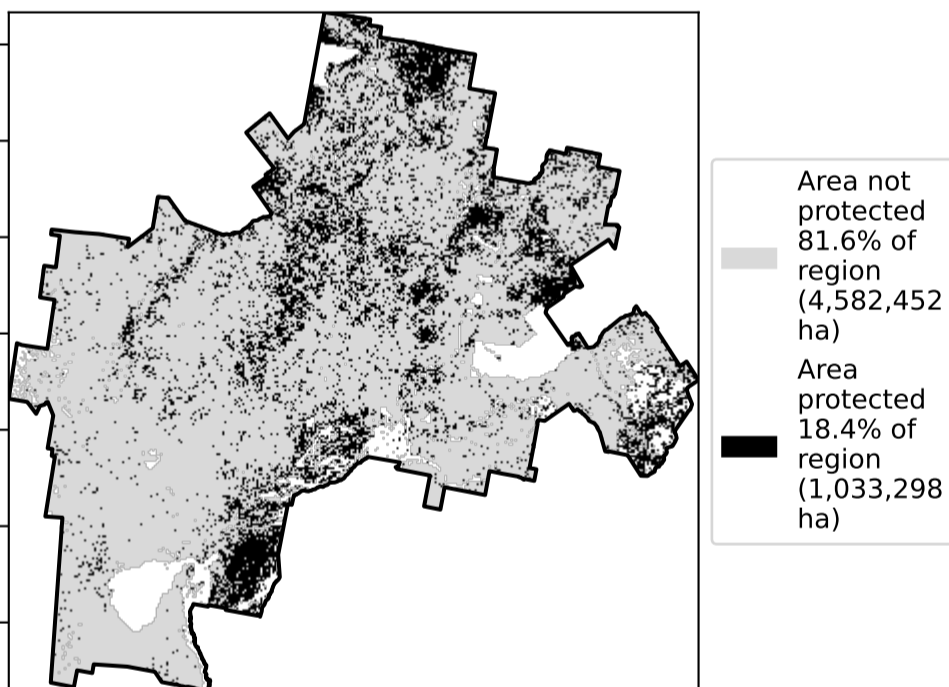 Area not
protected
81.6% of
region
(4,582,452
ha)
Area
protected
18.4% of
region
(1,033,298
ha)